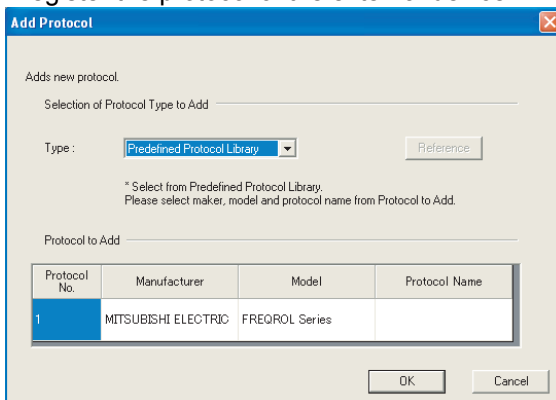 Add Protocol
Adds new protocol.
Selection of Protocol Type to Add
Type :
Predefined Protocol Library
Reference
* Select from Predefined Protocol Library.
Please select maker, model and protocol name from Protocol to Add.
Protocol to Add
Protocol No. Manufacturer Model Protocol Name
1 MITSUBISHI ELECTRIC FREQROL Series
OK Cancel